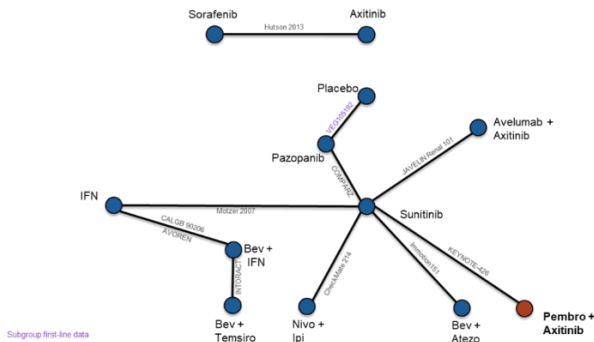 Sorafenib
Axitinib
Hutson 2013
Placebo
VEG105192
Avelumab +
Axitinib
JAVELIN Renal 101
Pazopanib
COMPARZ
IFN
Motzer 2007
Sunitinib
CALGB 90206
AVOREN
Bev +
IFN
INTORACT
CheckMate 214
Immotion151
KEYNOTE-426
Bev +
Temsiro
Nivo +
Ipi
Bev +
Atezo
Pembro +
Axitinib
Subgroup first-line data